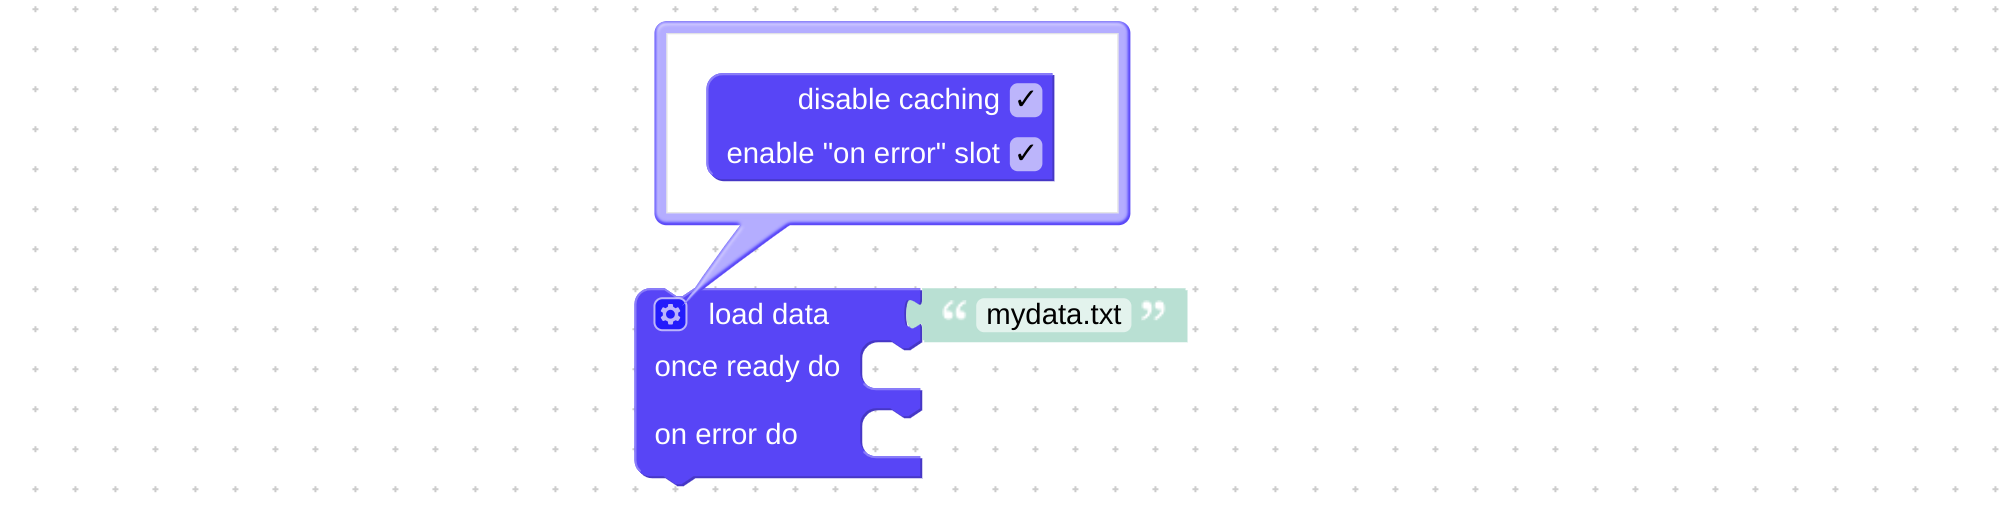 disable caching ✓
enable "on error" slot ✓
load data “ mydata.txt ”
once ready do
on error do